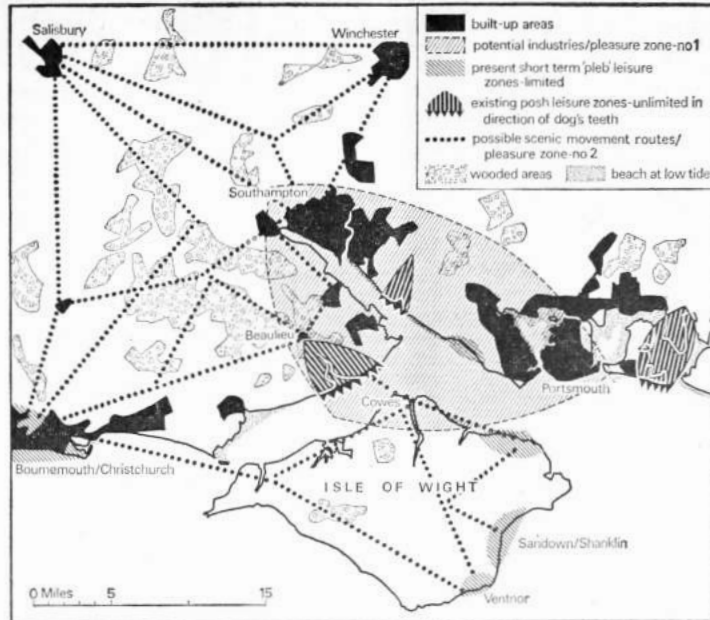 Salisbury
Winchester
built-up areas
potential industries/pleasure zone-no1
present short term 'pleb' leisure
zones-limited
existing posh leisure zones-unlimited in
direction of dog's teeth
possible scenic movement routes/
pleasure zone-no 2
wooded areas
beach at low tide
Southampton
Beaulieu
Portsmouth
Cowes
Bournemouth/Christchurch
ISLE OF WIGHT
Sandown/Shanklin
Ventnor
0 Miles 5 15